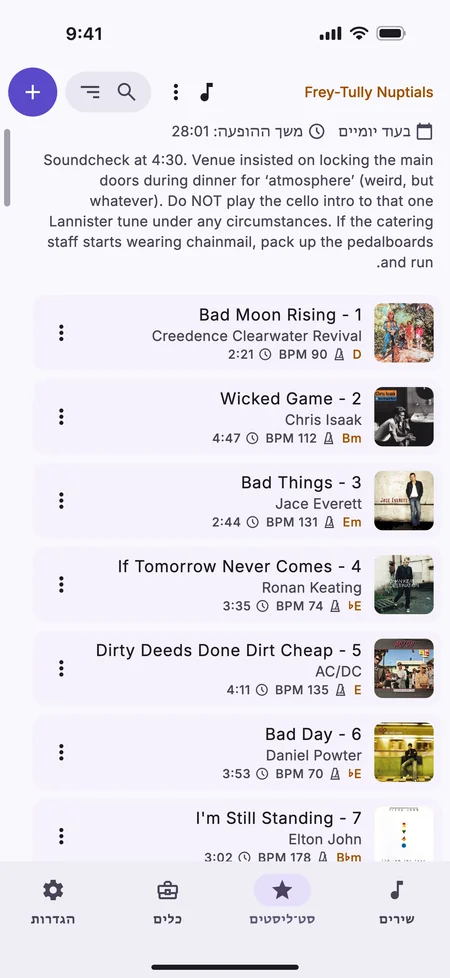 9:41
Frey-Tully Nuptials
בעוד יומיים משך ההופעה: 28:01
Soundcheck at 4:30. Venue insisted on locking the main
doors during dinner for ‘atmosphere’ (weird, but
whatever). Do NOT play the cello intro to that one
Lannister tune under any circumstances. If the catering
staff starts wearing chainmail, pack up the pedalboards
.and run
Bad Moon Rising - 1
Creedence Clearwater Revival
2:21 BPM 90 D
Wicked Game - 2
Chris Isaak
4:47 BPM 112 Bm
Bad Things - 3
Jace Everett
JACE EVERETT
2:44 BPM 131 Em
If Tomorrow Never Comes - 4
Ronan Keating
3:35 BPM 74 ♭E
Dirty Deeds Done Dirt Cheap - 5
AC/DC
4:11 BPM 135 E
Bad Day - 6
Daniel Powter
3:53 BPM 70 ♭E
I'm Still Standing - 7
Elton John
3:02 BPM 178 B♭m
שירים
סט־ליסטים
כלים
הגדרות